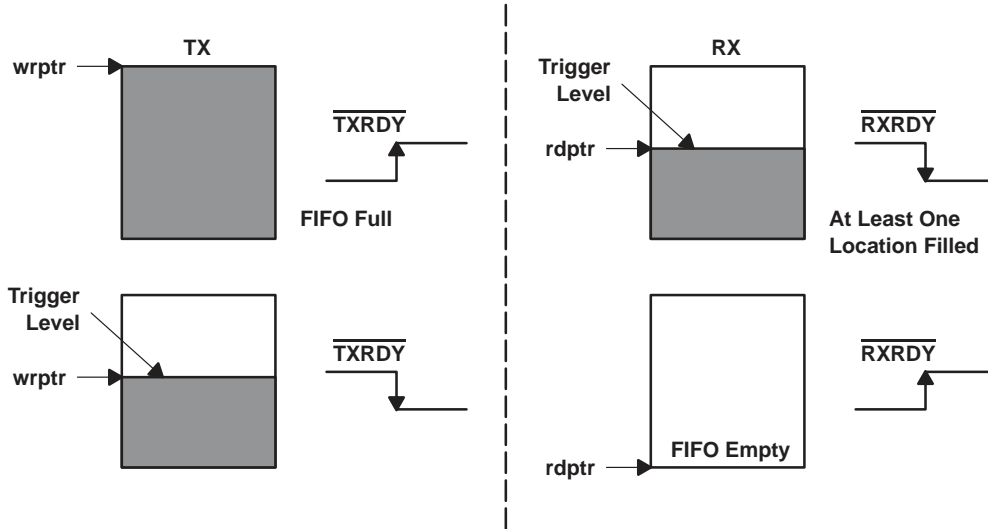 TX
wrptr
TXRDY
FIFO Full
Trigger
Level
wrptr
TXRDY
RX
Trigger
Level
rdptr
RXRDY
At Least One
Location Filled
RXRDY
FIFO Empty
rdptr